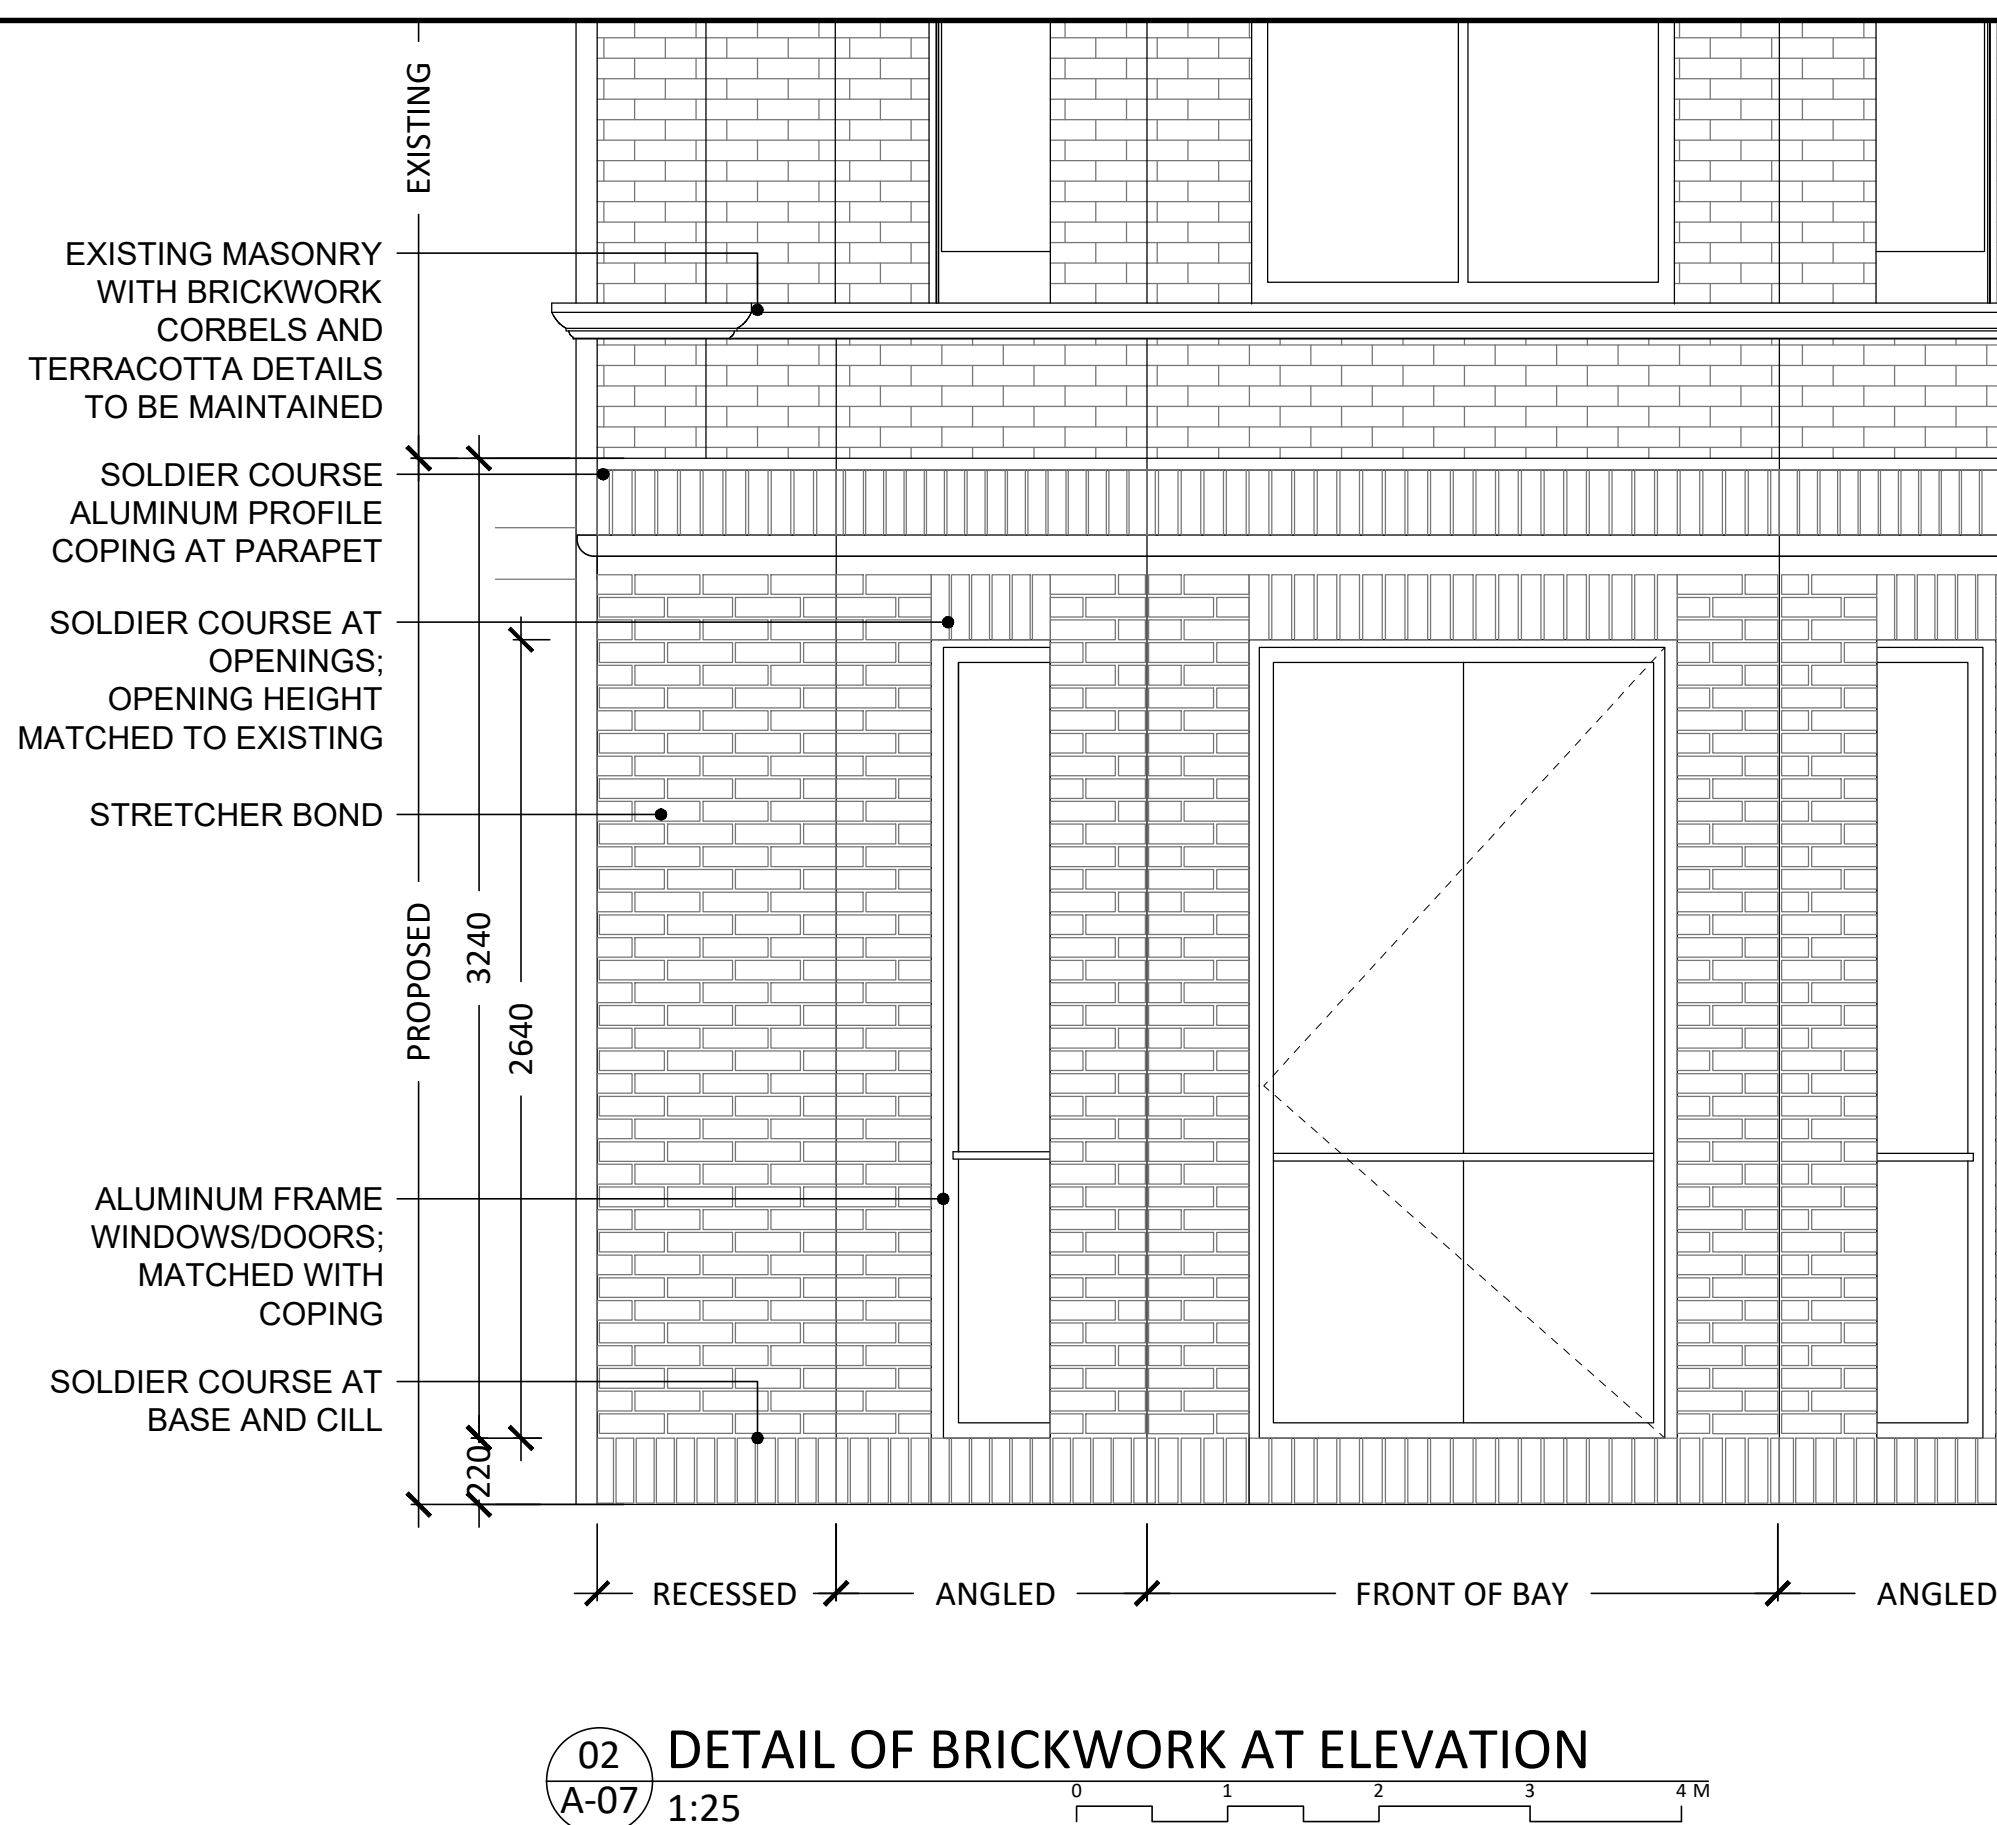 EXISTING
EXISTING MASONRY
WITH BRICKWORK
CORBELS AND
TERRACOTTA DETAILS
TO BE MAINTAINED
SOLDIER COURSE
ALUMINUM PROFILE
COPING AT PARAPET
SOLDIER COURSE AT
OPENINGS;
OPENING HEIGHT
MATCHED TO EXISTING
STRETCHER BOND
PROPOSED
3240
2640
ALUMINUM FRAME
WINDOWS/DOORS;
MATCHED WITH
COPING
SOLDIER COURSE AT
BASE AND CILL
220
RECESSED
ANGLED
FRONT OF BAY
ANGLED
02
A-07
DETAIL OF BRICKWORK AT ELEVATION
1:25
0 1 2 3 4 M